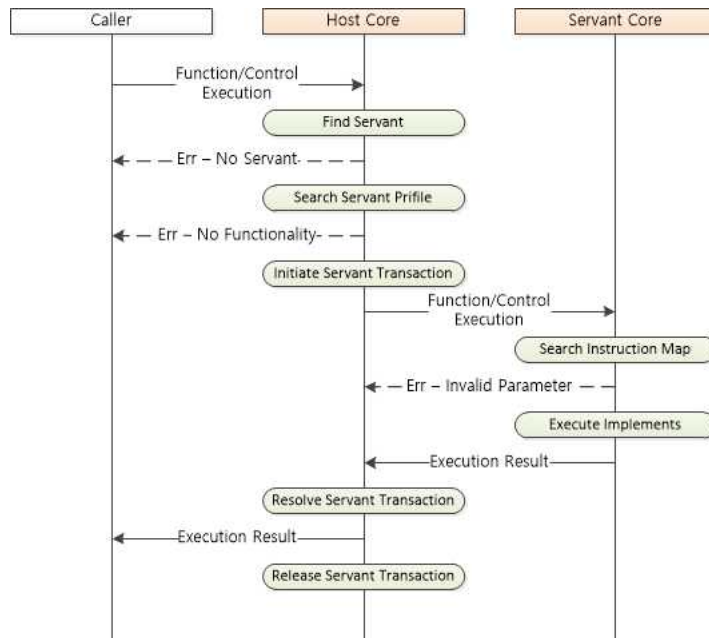 Caller
Host Core
Servant Core
Function/Control
Execution
Find Servant
Err – No Servant
Search Servant Prifile
Err – No Functionality
Initiate Servant Transaction
Function/Control
Execution
Search Instruction Map
Err – Invalid Parameter
Execute Implements
Execution Result
Resolve Servant Transaction
Execution Result
Release Servant Transaction